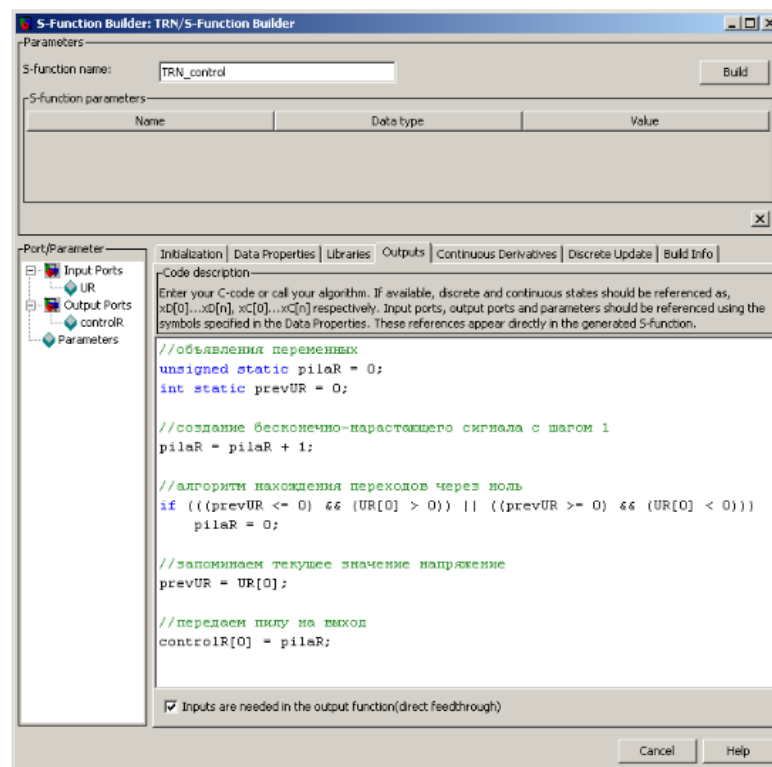 S-Function Builder: TRN/S-Function Builder
Parameters
S-function name:
TRN_control
Build
S-function parameters
Name
Data type
Value
Port/Parameter
Input Ports
UR
Output Ports
controlR
Parameters
Initialization
Data Properties
Libraries
Outputs
Continuous Derivatives
Discrete Update
Build Info
Code description
Enter your C-code or call your algorithm. If available, discrete and continuous states should be referenced as,
xD[0]...xD[n], xC[0]...xC[n] respectively. Input ports, output ports and parameters should be referenced using the
symbols specified in the Data Properties. These references appear directly in the generated S-function.
//объявления переменных
unsigned static pilaR = 0;
int static prevUR = 0;
//создание бесконечно-нарастающего сигнала с шагом 1
pilaR = pilaR + 1;
//алгоритм нахождения переходов через ноль
if (((prevUR <= 0) && (UR[0] > 0)) || ((prevUR >= 0) && (UR[0] < 0)))
pilaR = 0;
//запоминаем текущее значение напряжение
prevUR = UR[0];
//передаем пилу на выход
controlR[0] = pilaR;
Inputs are needed in the output function(direct feedthrough)
Cancel
Help